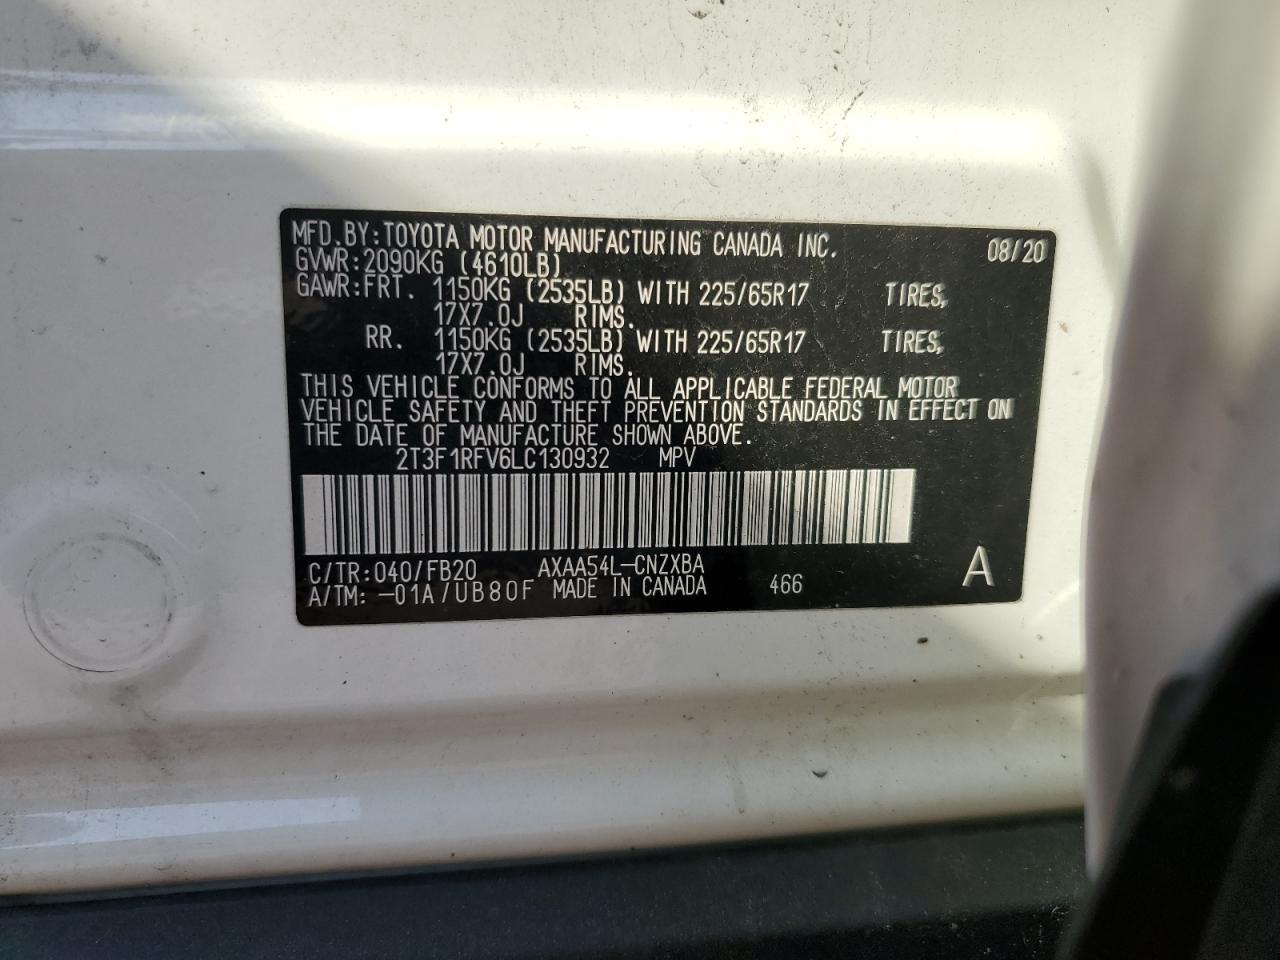 MFD.BY:TOYOTA MOTOR MANUFACTURING CANADA INC. 08/20
GVWR:2090KG (4610LB)
GAWR:FRT. 1150KG (2535LB) WITH 225/65R17 TIRES,
17X7.0J RIMS.
RR. 1150KG (2535LB) WITH 225/65R17 TIRES,
17X7.0J RIMS.
THIS VEHICLE CONFORMS TO ALL APPLICABLE FEDERAL MOTOR
VEHICLE SAFETY AND THEFT PREVENTION STANDARDS IN EFFECT ON
THE DATE OF MANUFACTURE SHOWN ABOVE.
2T3F1RFV6LC130932 MPV
C/TR:040/FB20 AXAA54L-CNZXBA A
A/TM: -01A/UB80F MADE IN CANADA 466